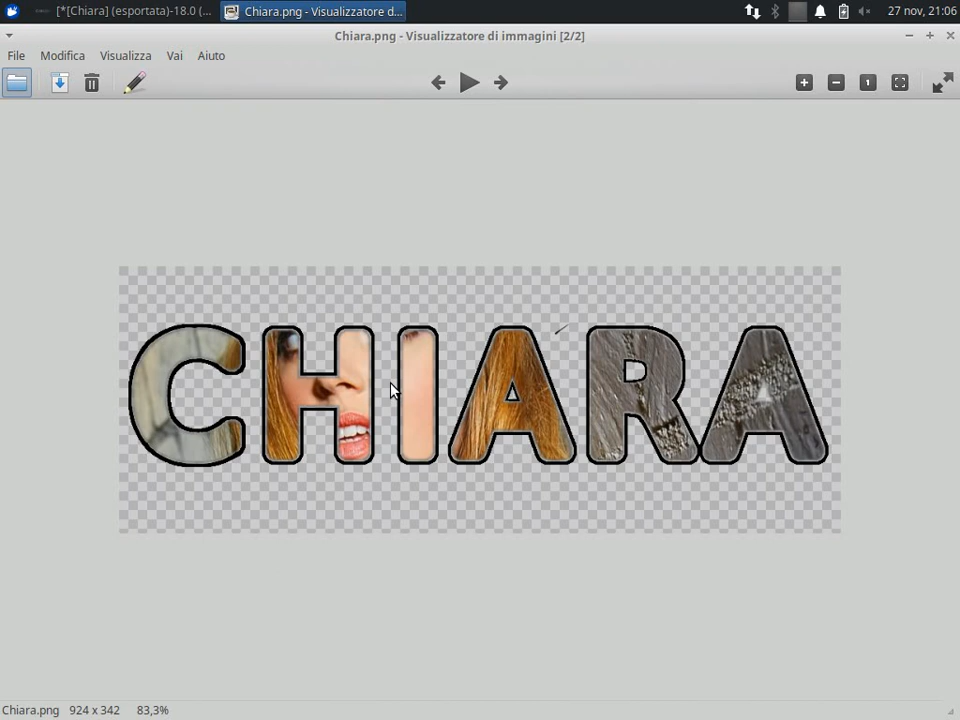 *[Chiara] (esportata)-18.0 (...
Chiara.png - Visualizzatore d...
27 nov, 21:06
Chiara.png - Visualizzatore di immagini [2/2]
File Modifica Visualizza Vai Aiuto
1
CHIARA
Chiara.png 924 x 342 83,3%